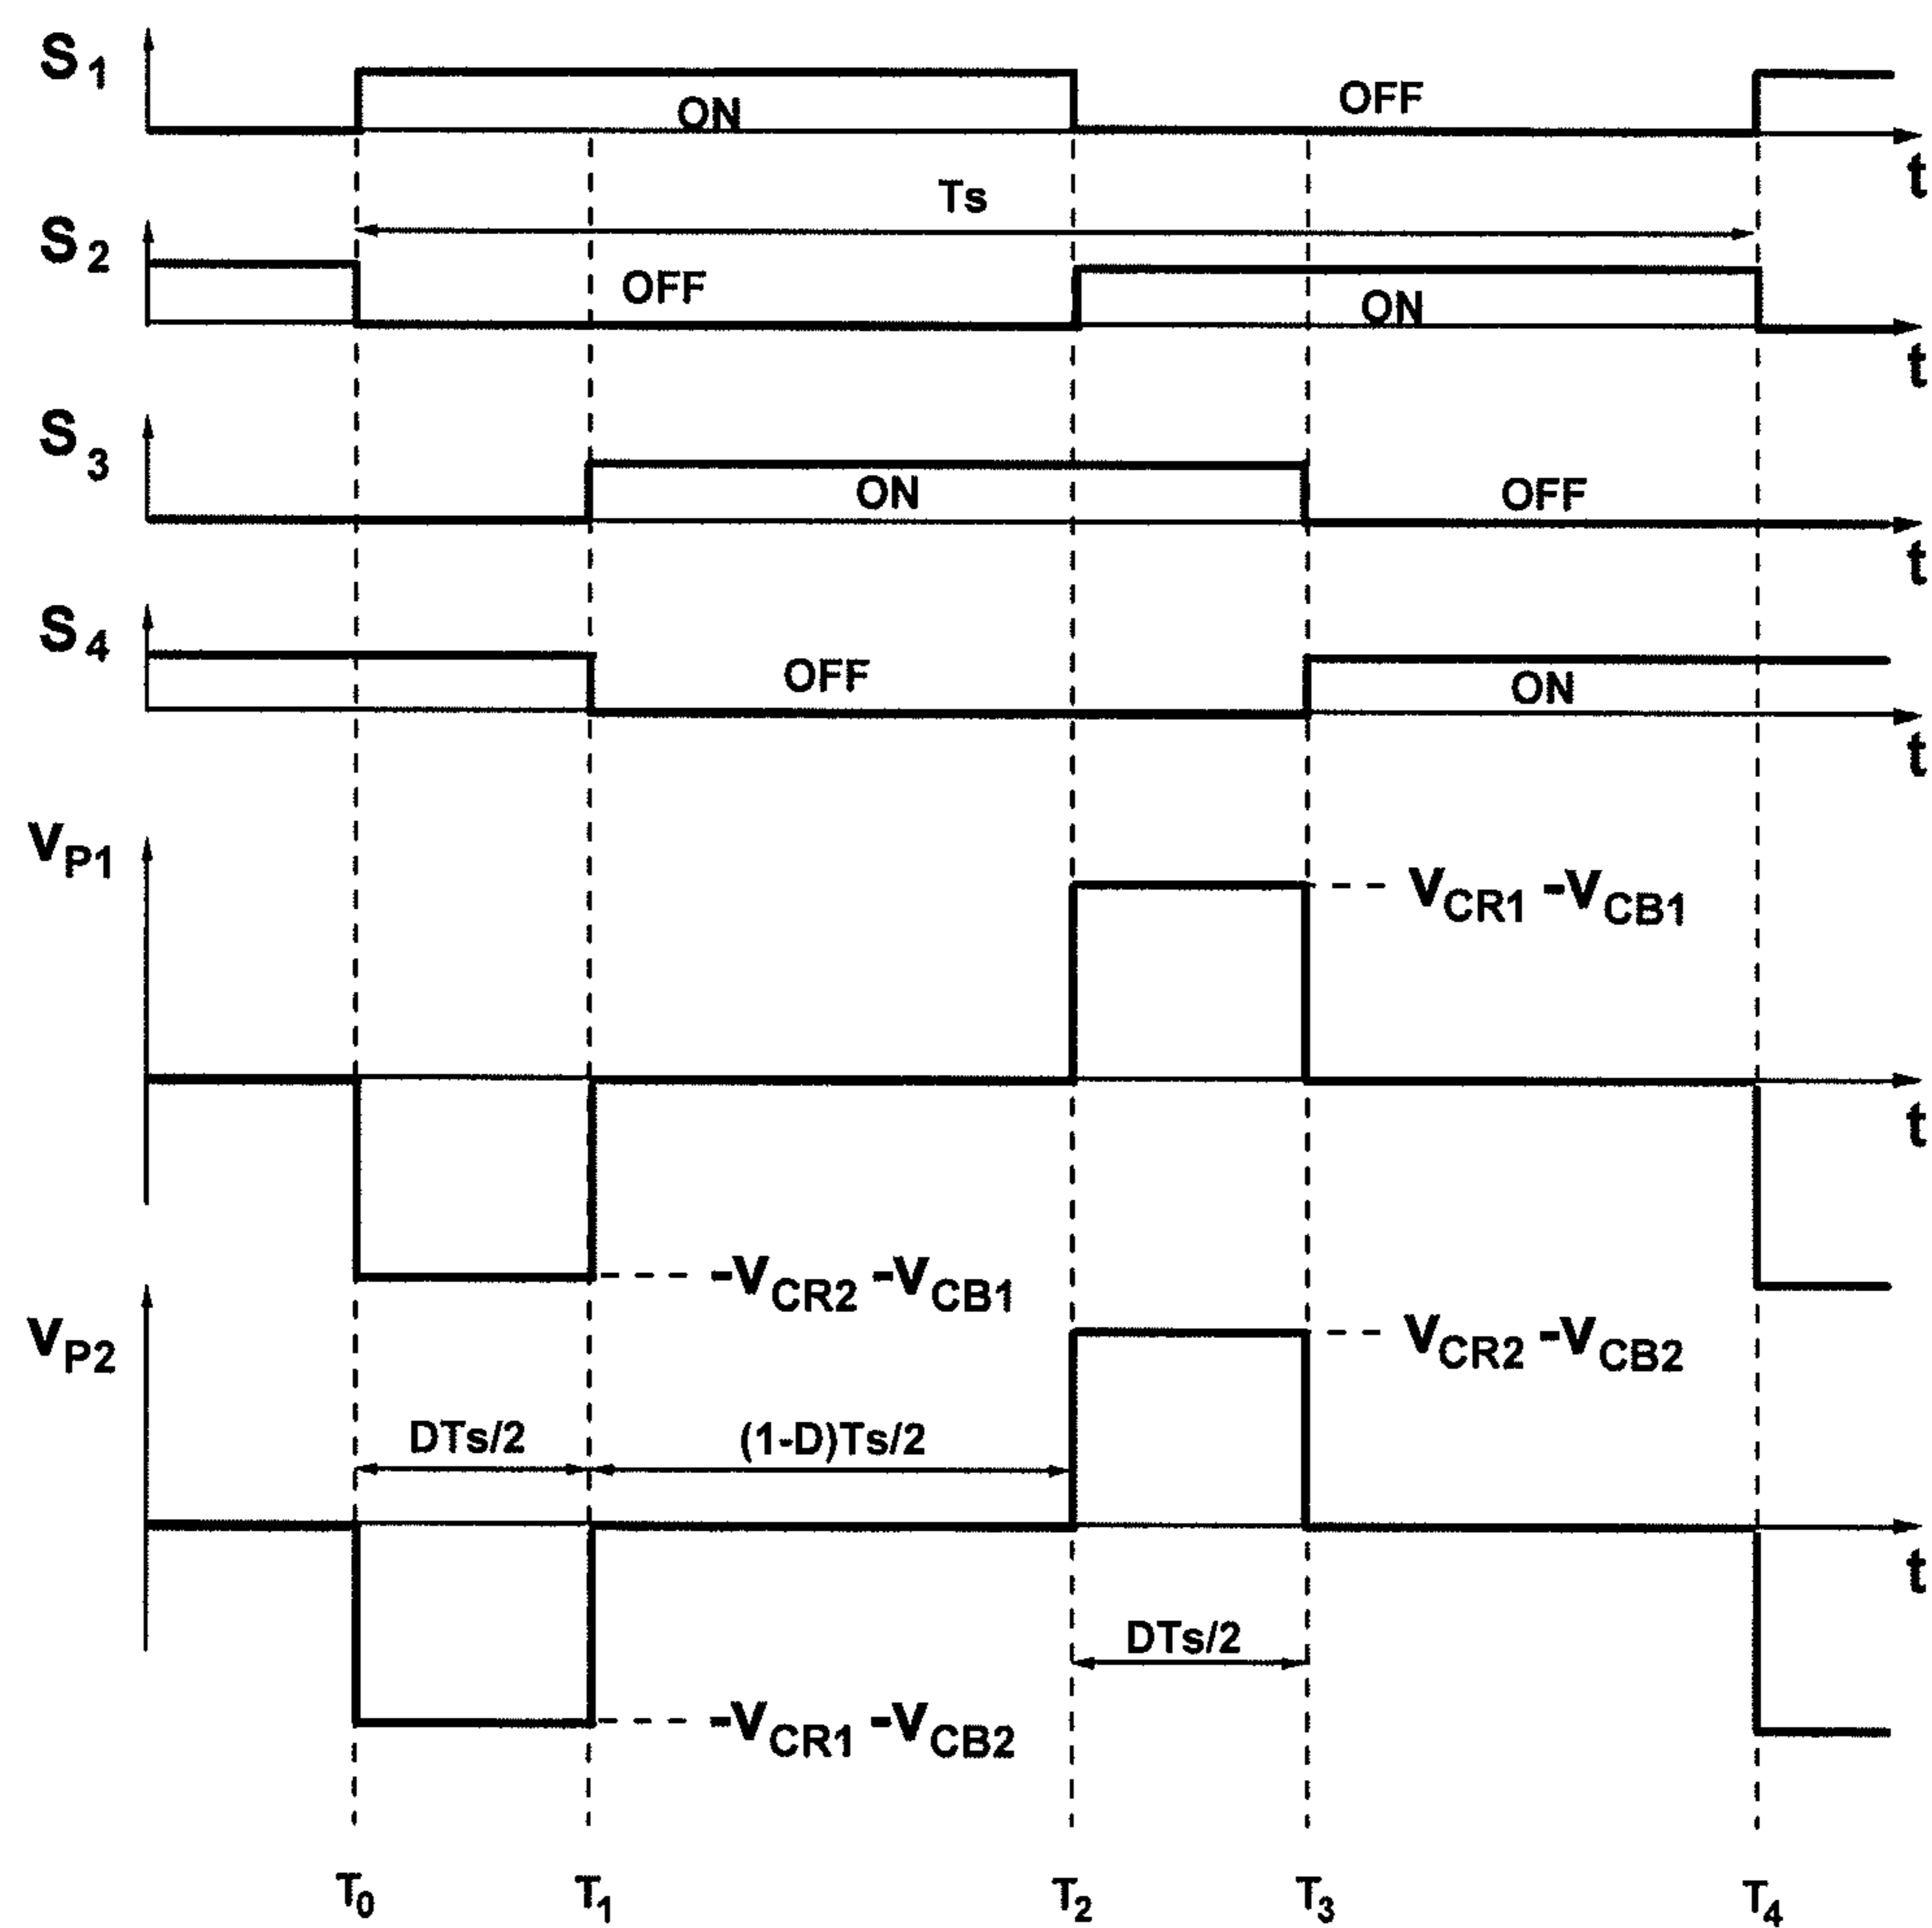 S1
ON
OFF
t
Ts
S2
OFF
ON
t
S3
ON
OFF
t
S4
OFF
ON
t
vP1
vCR1 -vCB1
t
-vCR2 -vCB1
vP2
vCR2 -vCB2
DTs/2
(1-D)Ts/2
t
DTs/2
-vCR1 -vCB2
T0 T1 T2 T3 T4